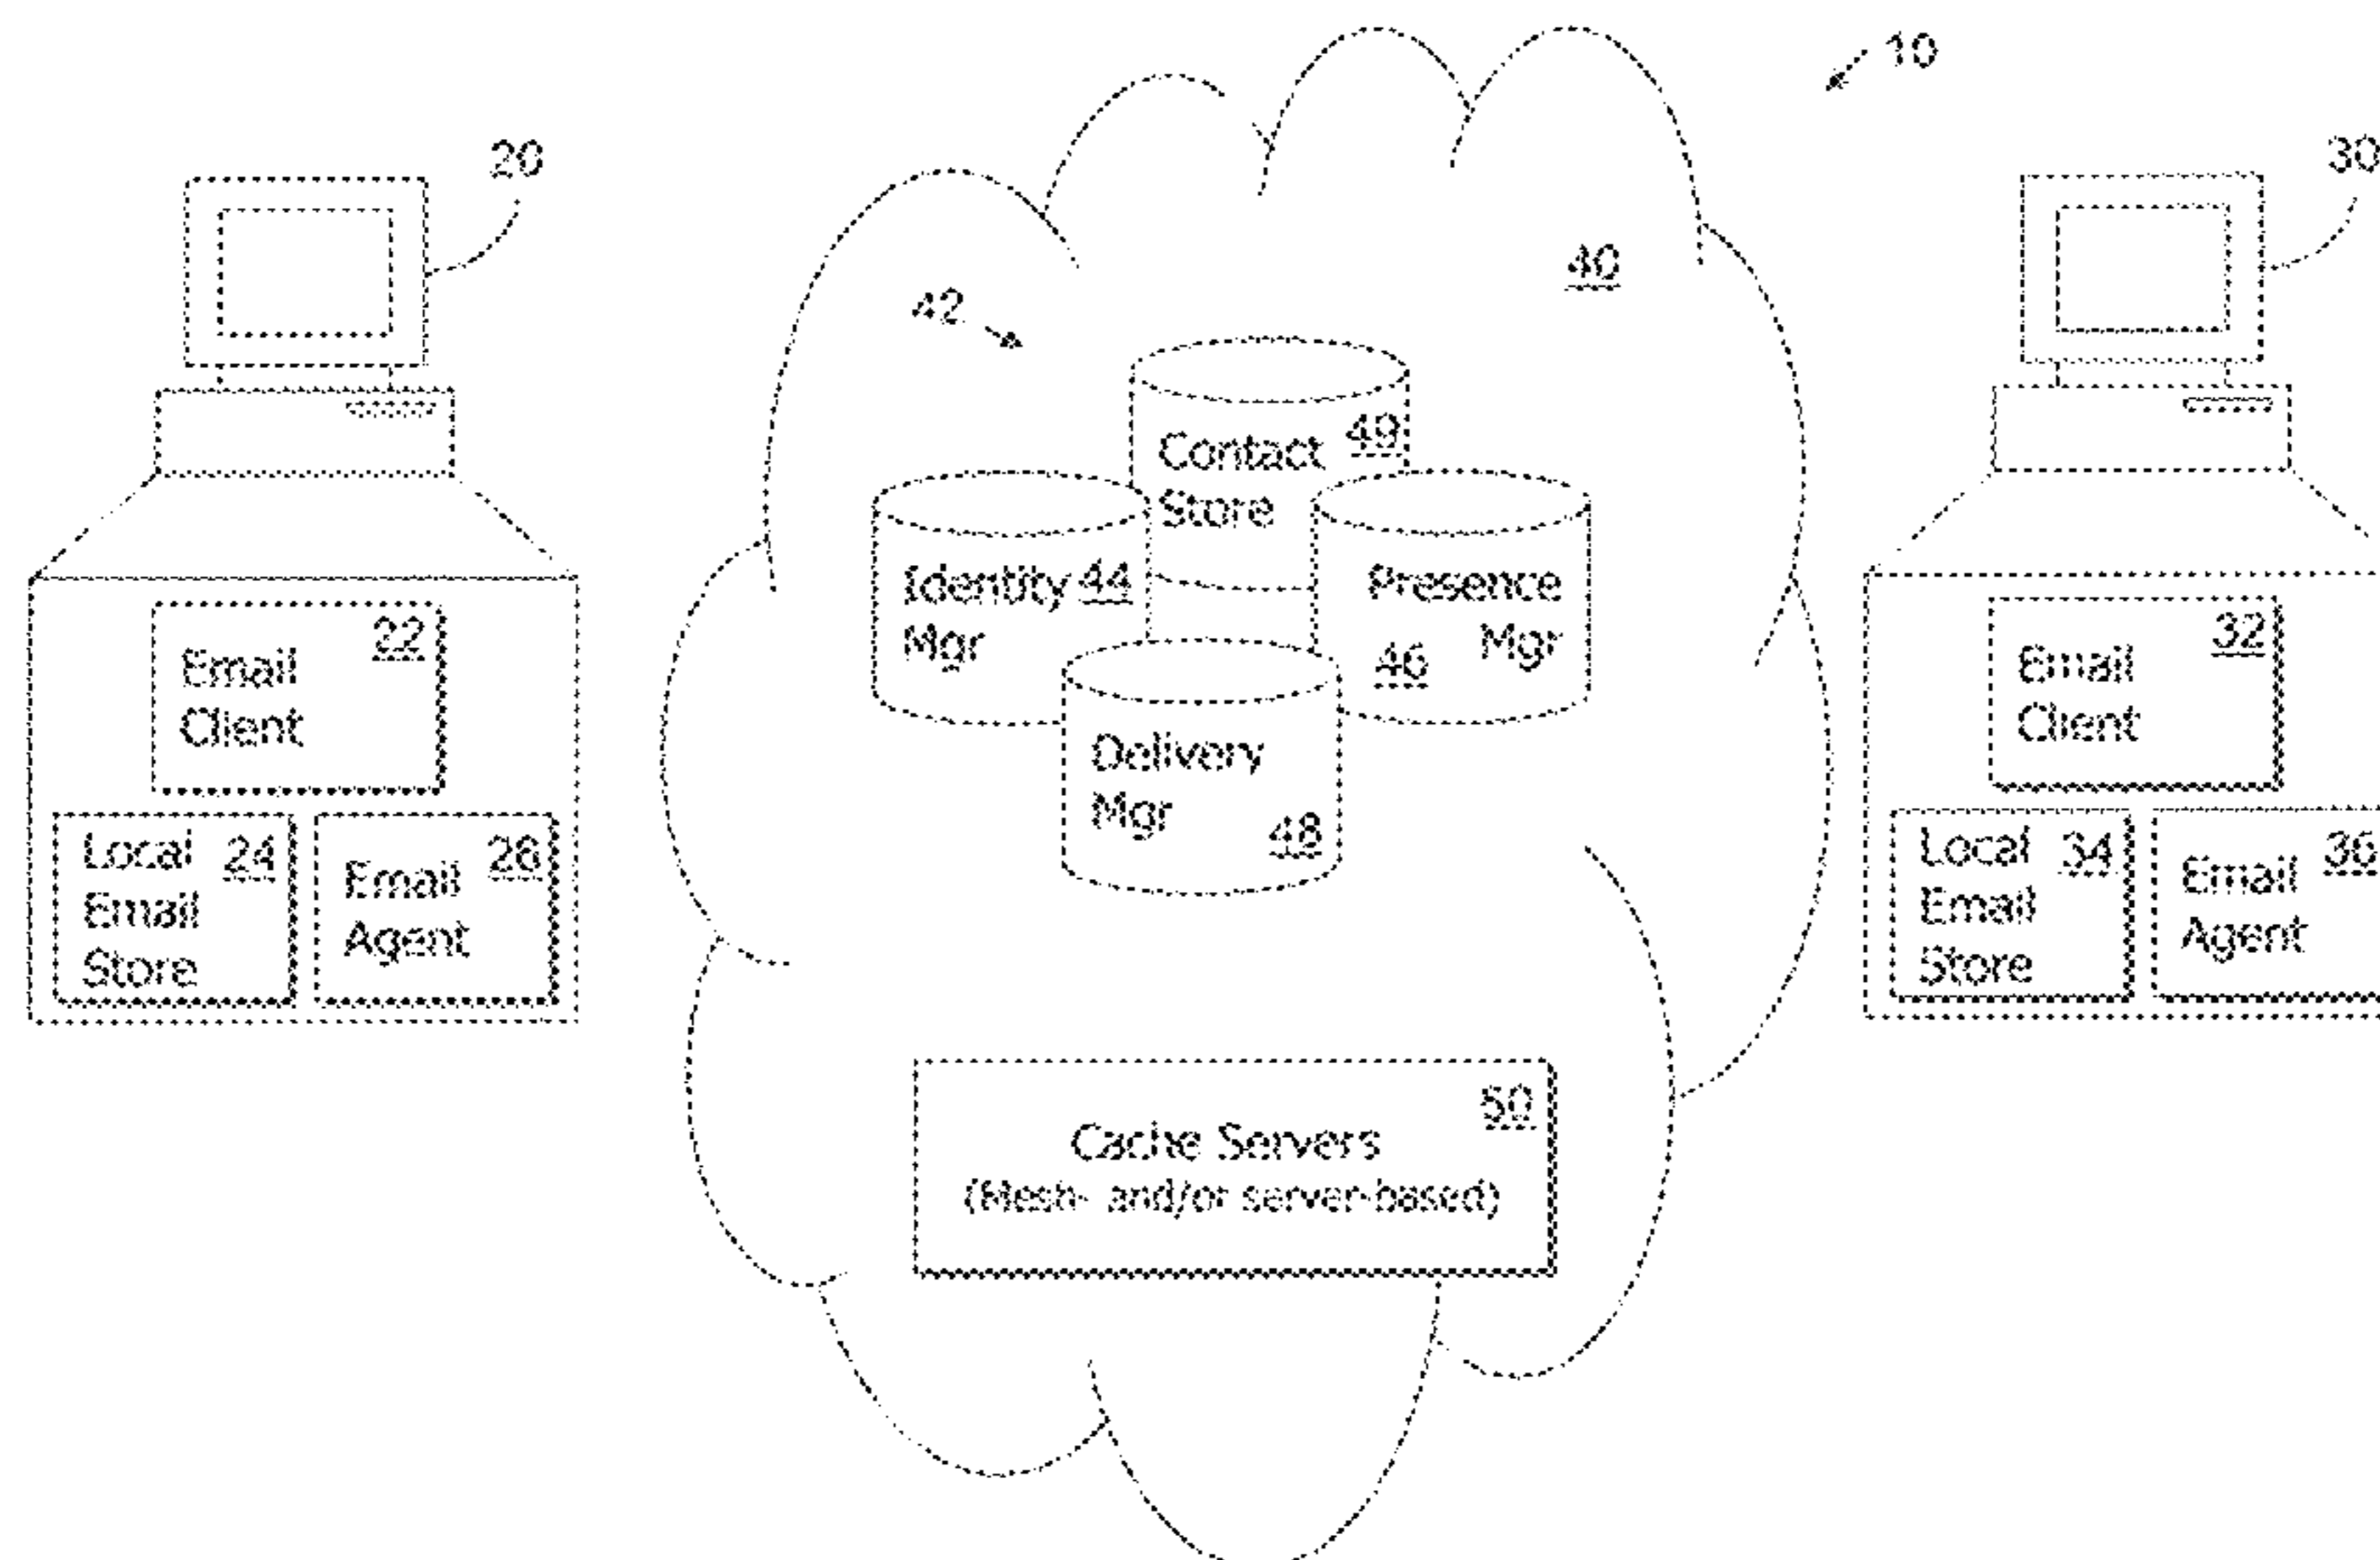 10
20
30
40
42
Contact 49
Store
Identity 44
Mgr
Presence
Mgr
46
Delivery
Mgr
48
22
Email
Client
Local 24
Email
Store
26
Email
Agent
32
Email
Client
Local 34
Email
Store
36
Email
Agent
50
Cache Servers
(Mesh- and/or server-based)